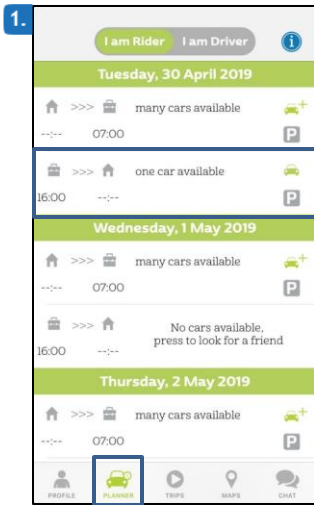 1.
I am Rider I am Driver i
Tuesday, 30 April 2019
>>> many cars available +
--:-- 07:00 P
>>> one car available
16:00 --:-- P
Wednesday, 1 May 2019
>>> many cars available +
--:-- 07:00 P
>>> No cars available,
press to look for a friend
16:00 --:--
Thursday, 2 May 2019
>>> many cars available +
--:-- 07:00 P
PROFILE PLANNER TRIPS MAPS CHAT